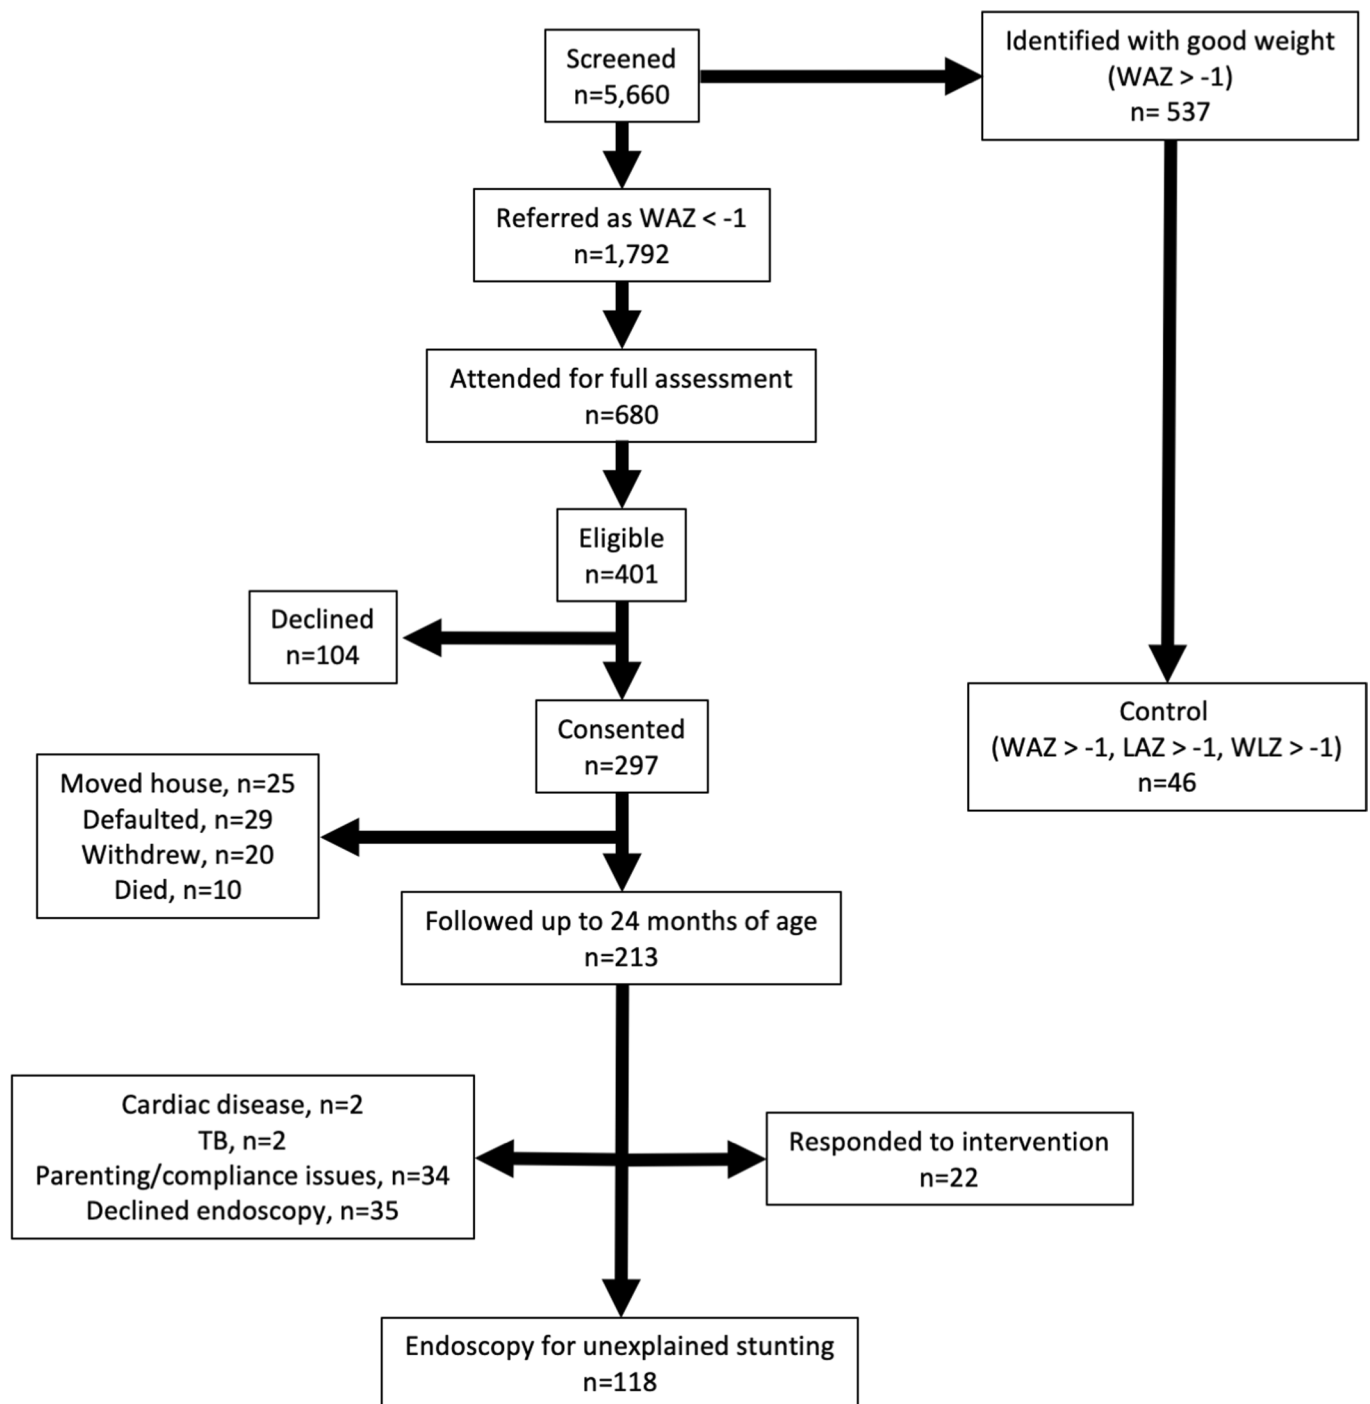 Screened
n=5,660
Identified with good weight
(WAZ > -1)
n= 537
Referred as WAZ < -1
n=1,792
Attended for full assessment
n=680
Eligible
n=401
Declined
n=104
Consented
n=297
Control
(WAZ > -1, LAZ > -1, WLZ > -1)
n=46
Moved house, n=25
Defaulted, n=29
Withdrew, n=20
Died, n=10
Followed up to 24 months of age
n=213
Cardiac disease, n=2
TB, n=2
Parenting/compliance issues, n=34
Declined endoscopy, n=35
Responded to intervention
n=22
Endoscopy for unexplained stunting
n=118